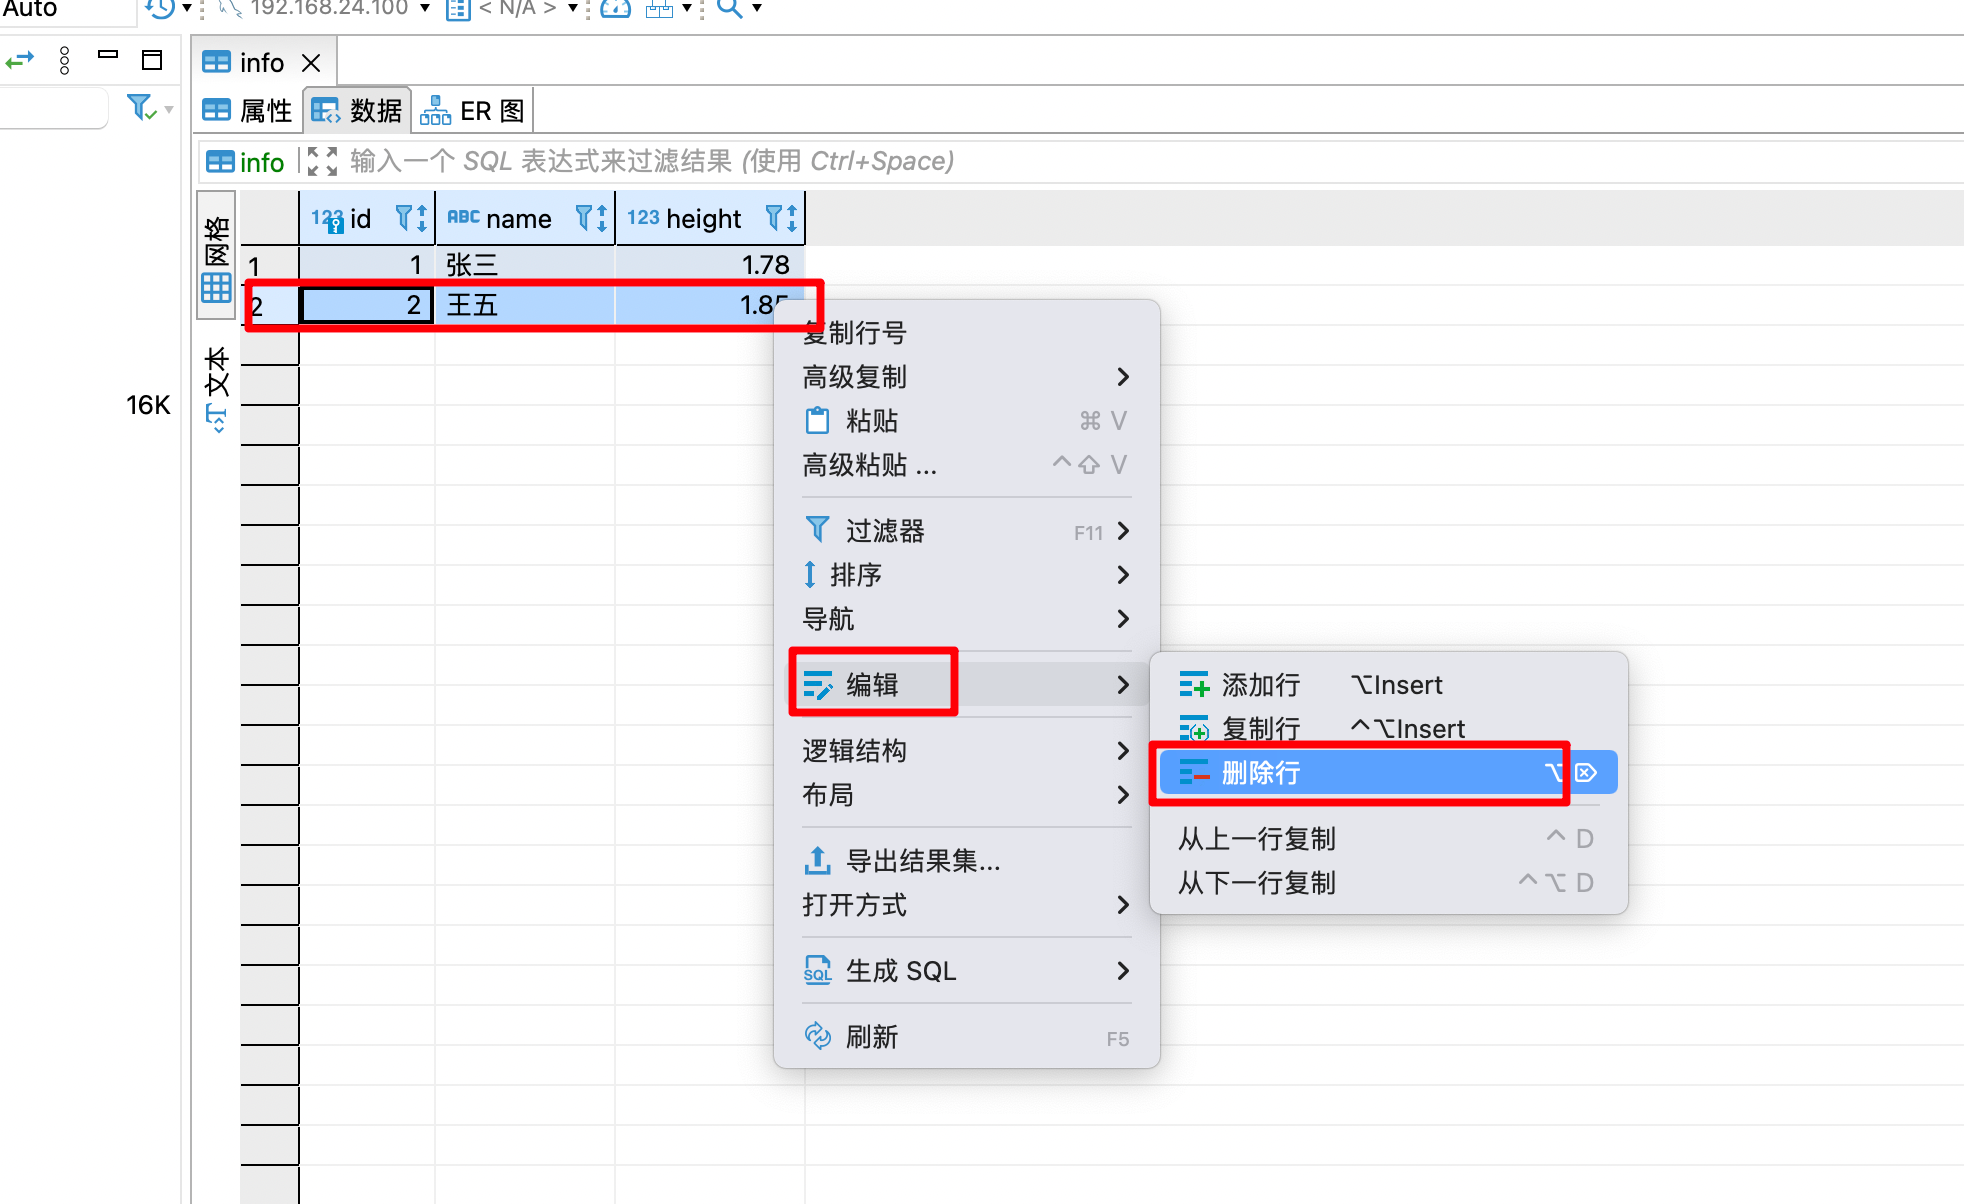 Auto
192.168.24.100
< N/A >
info
属性
数据
ER 图
info
输入一个 SQL 表达式来过滤结果 (使用 Ctrl+Space)
网格
文本
16K
123 id
ABC name
123 height
1 1 张三 1.78
2 2 王五 1.85
复制行号
高级复制
粘贴 ⌘ V
高级粘贴 ... ^ ⇧ V
过滤器 F11
排序
导航
编辑
逻辑结构
布局
导出结果集...
打开方式
SQL 生成 SQL
刷新 F5
添加行 ⌥Insert
复制行 ^⌥Insert
删除行 ⌥⌦
从上一行复制 ^ D
从下一行复制 ^⌥ D